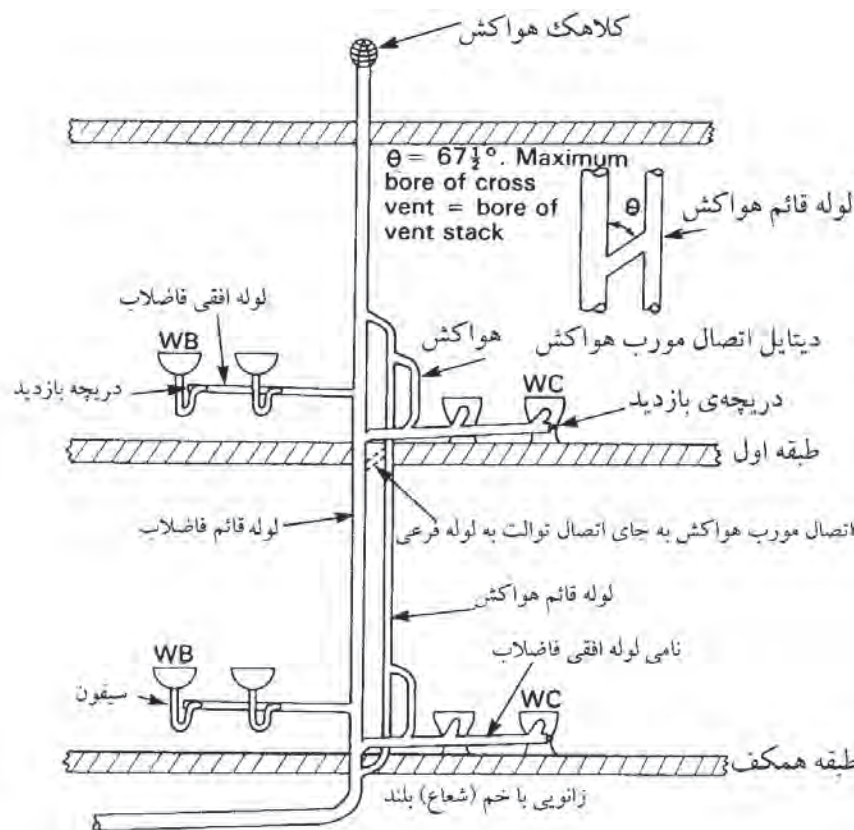 کلاهک هواکش
θ = 67½°. Maximum
bore of cross
vent = bore of
vent stack
θ
لوله قائم هواکش
لوله افقی فاضلاب
WB
دریچه بازدید
هواکش
دیتایل اتصال مورب هواکش
WC
دریچه‌ی بازدید
طبقه اول
لوله قائم فاضلاب
اتصال مورب هواکش به جای اتصال توالت به لوله فرعی
لوله قائم هواکش
WB
نامی لوله افقی فاضلاب
سیفون
WC
طبقه همکف
زانویی با خم (شعاع) بلند